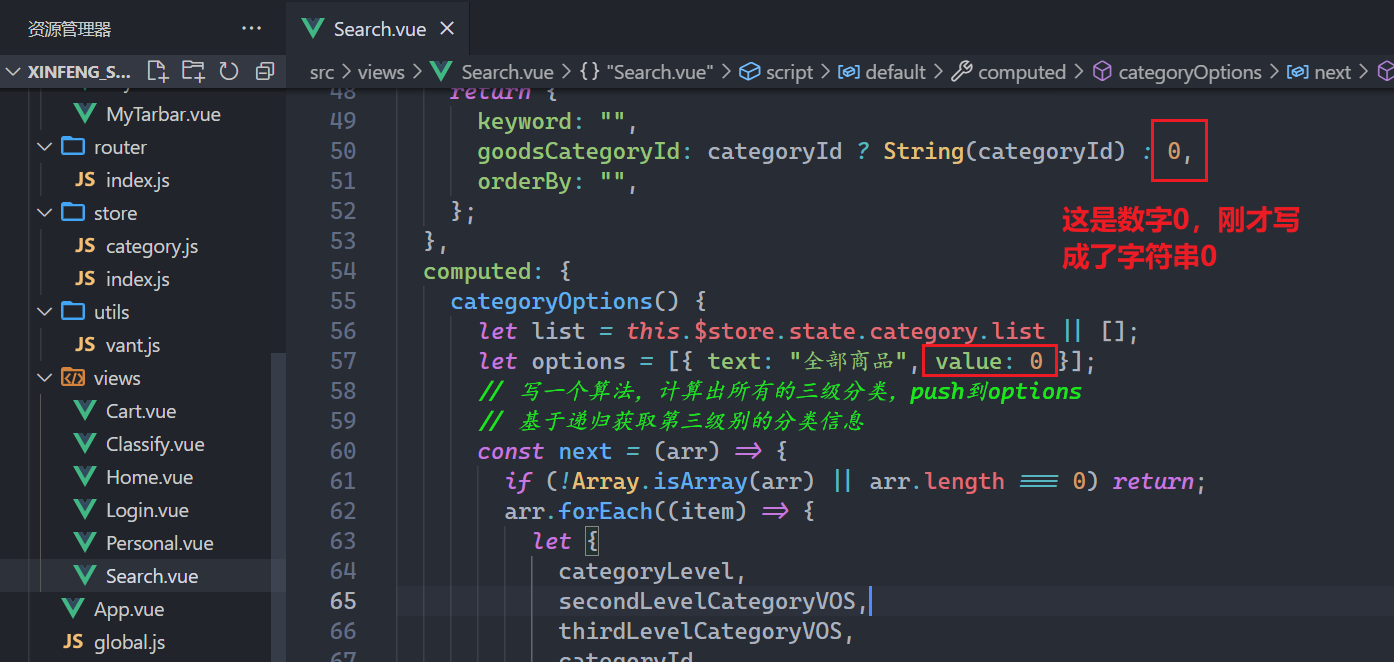 资源管理器
···
Search.vue
XINFENG_S...
src > views > Search.vue > {} "Search.vue" > script > default > computed > categoryOptions > next >
MyTarbar.vue
router
JS index.js
store
JS category.js
JS index.js
utils
JS vant.js
views
Cart.vue
Classify.vue
Home.vue
Login.vue
Personal.vue
Search.vue
App.vue
JS global.js
48 return {
49 keyword: "",
50 goodsCategoryId: categoryId ? String(categoryId) : 0,
51 orderBy: "",
52 };
53 },
54 computed: {
55 categoryOptions() {
56 let list = this.$store.state.category.list || [];
57 let options = [{ text: "全部商品", value: 0 }];
58 // 写一个算法，计算出所有的三级分类，push到options
59 // 基于递归获取第三级别的分类信息
60 const next = (arr) => {
61 if (!Array.isArray(arr) || arr.length === 0) return;
62 arr.forEach((item) => {
63 let {
64 categoryLevel,
65 secondLevelCategoryVOS,
66 thirdLevelCategoryVOS,
67 categoryId
这是数字0，刚才写
成了字符串0